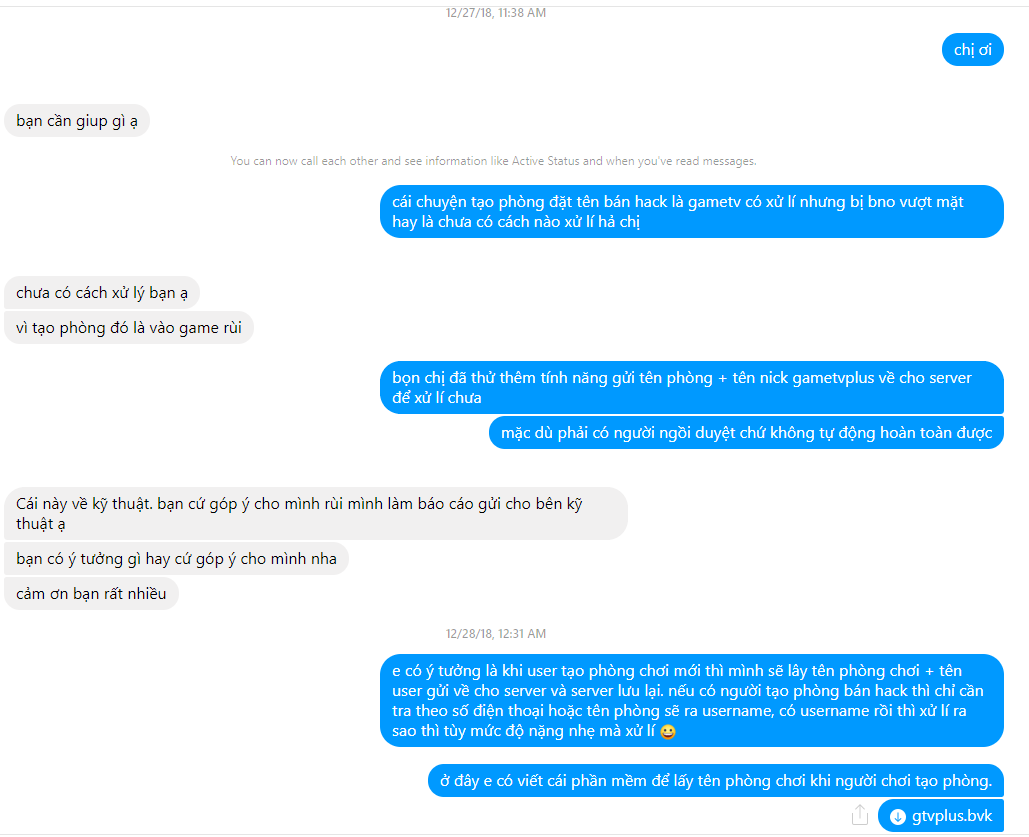 12/27/18, 11:38 AM
chị ơi
bạn cần giup gì ạ
You can now call each other and see information like Active Status and when you've read messages.
cái chuyện tạo phòng đặt tên bán hack là gametv có xử lí nhưng bị bno vượt mặt
hay là chưa có cách nào xử lí hả chị
chưa có cách xử lý bạn ạ
vì tạo phòng đó là vào game rùi
bọn chị đã thử thêm tính năng gửi tên phòng + tên nick gametvplus về cho server
để xử lí chưa
mặc dù phải có người ngồi duyệt chứ không tự động hoàn toàn được
Cái này về kỹ thuật. bạn cứ góp ý cho mình rùi mình làm báo cáo gửi cho bên kỹ
thuật ạ
bạn có ý tưởng gì hay cứ góp ý cho mình nha
cảm ơn bạn rất nhiều
12/28/18, 12:31 AM
e có ý tưởng là khi user tạo phòng chơi mới thì mình sẽ lây tên phòng chơi + tên
user gửi về cho server và server lưu lại. nếu có người tạo phòng bán hack thì chỉ cần
tra theo số điện thoại hoặc tên phòng sẽ ra username, có username rồi thì xử lí ra
sao thì tùy mức độ nặng nhẹ mà xử lí 😀
ở đây e có viết cái phần mềm để lấy tên phòng chơi khi người chơi tạo phòng.
gtvplus.bvk